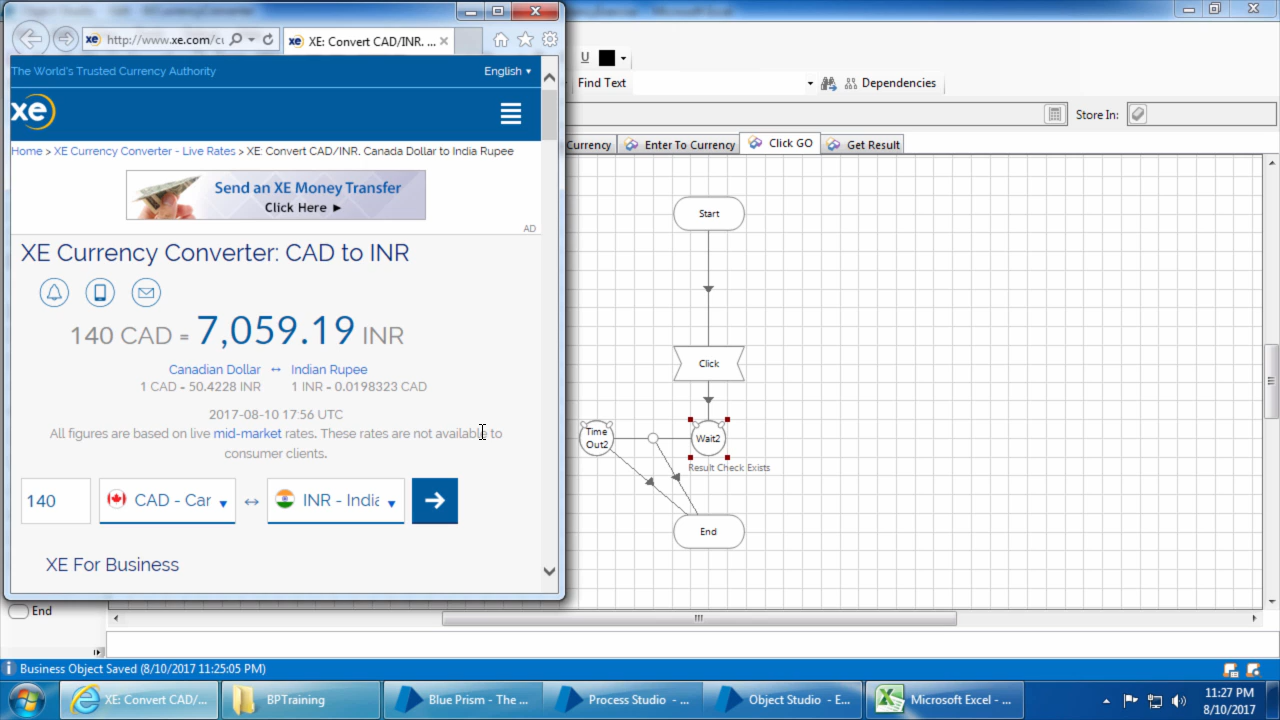 http://www.xe.com/cu
XE: Convert CAD/INR. ...
The World's Trusted Currency Authority
English
xe
Home > XE Currency Converter - Live Rates > XE: Convert CAD/INR. Canada Dollar to India Rupee
Send an XE Money Transfer
Click Here ►
AD
XE Currency Converter: CAD to INR
140 CAD = 7,059.19 INR
Canadian Dollar ↔ Indian Rupee
1 CAD = 50.4228 INR 1 INR = 0.0198323 CAD
2017-08-10 17:56 UTC
All figures are based on live mid-market rates. These rates are not available to
consumer clients.
140 CAD - Car ↔ INR - India
XE For Business
Microsoft Excel
U
Find Text
Dependencies
Store In:
Currency
Enter To Currency
Click GO
Get Result
Start
Click
Time
Out2
Wait2
Result Check Exists
End
End
Business Object Saved (8/10/2017 11:25:05 PM)
XE: Convert CAD/...
BPTraining
Blue Prism - The ...
Process Studio - ...
Object Studio - E...
Microsoft Excel - ...
11:27 PM
8/10/2017